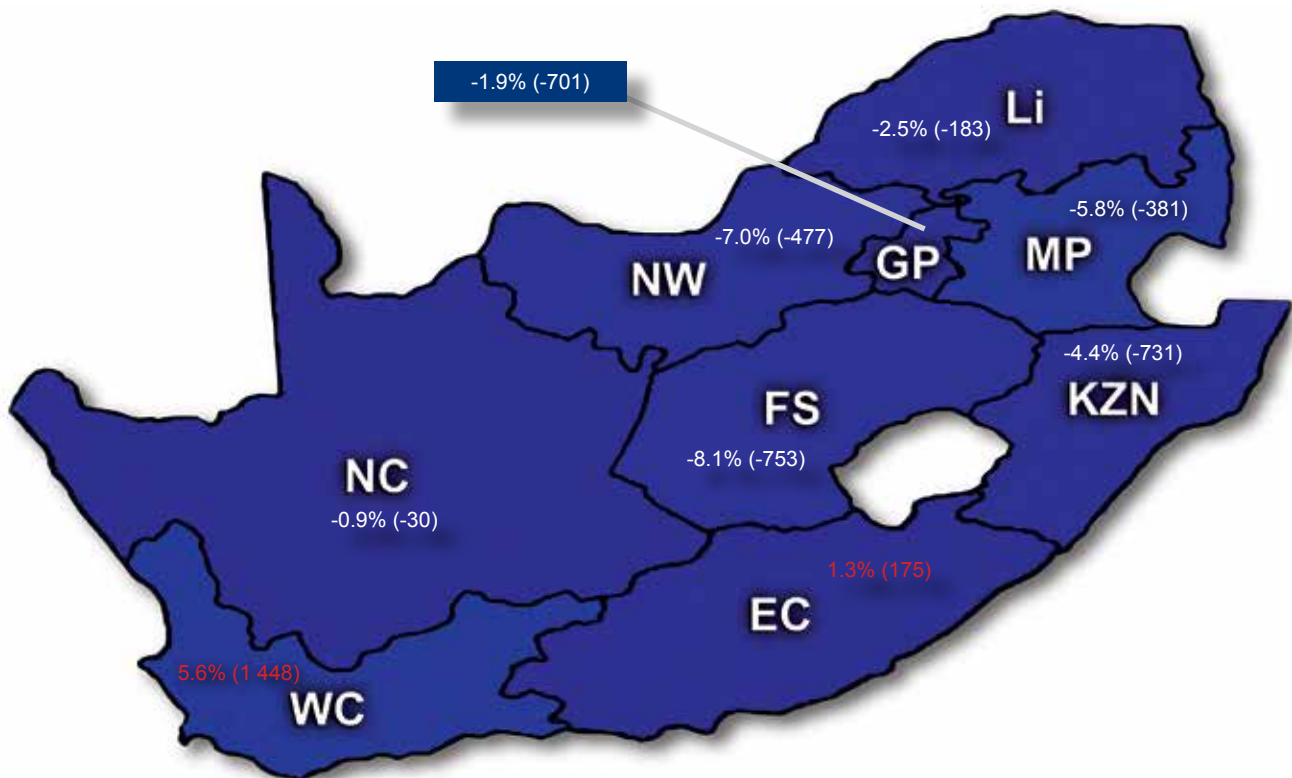 -1.9% (-701)
Li
-2.5% (-183)
-5.8% (-381)
-7.0% (-477)
GP
MP
NW
-4.4% (-731)
KZN
FS
-8.1% (-753)
NC
-0.9% (-30)
1.3% (175)
EC
5.6% (1 448)
WC